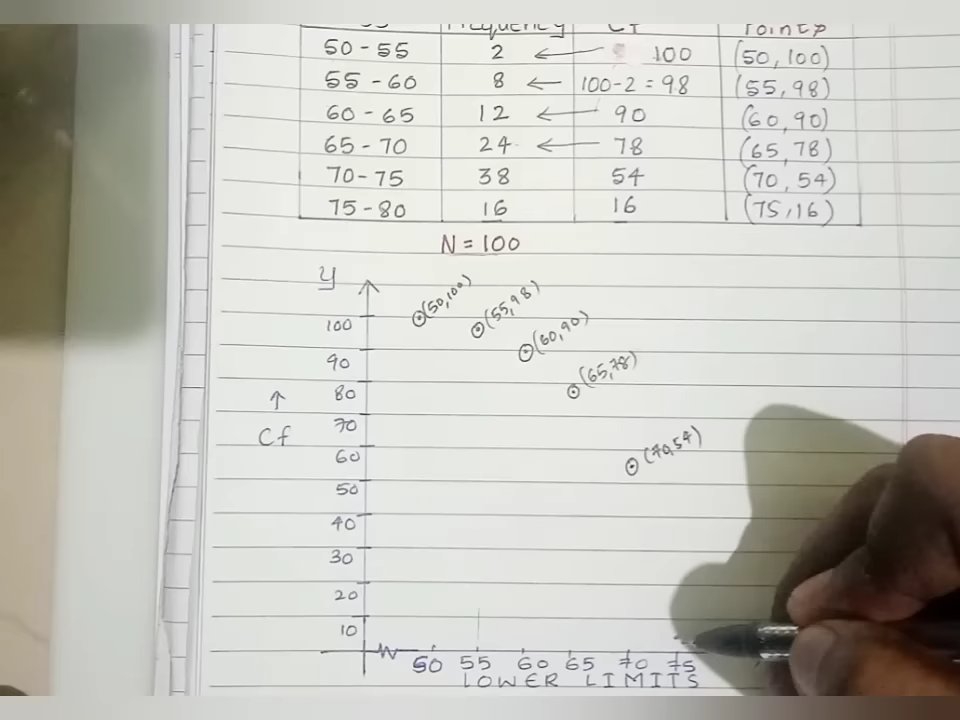 Frequency CF Points
50 - 55 2 100 (50, 100)
55 - 60 8 100-2 = 98 (55, 98)
60 - 65 12 90 (60, 90)
65 - 70 24 78 (65, 78)
70 - 75 38 54 (70, 54)
75 - 80 16 16 (75, 16)
N = 100
y
(50,100) (55,98)
100 (60,90)
90 (65,78)
80
Cf 70 (70,54)
60
50
40
30
20
10
50 55 60 65 70 75
LOWER LIMITS